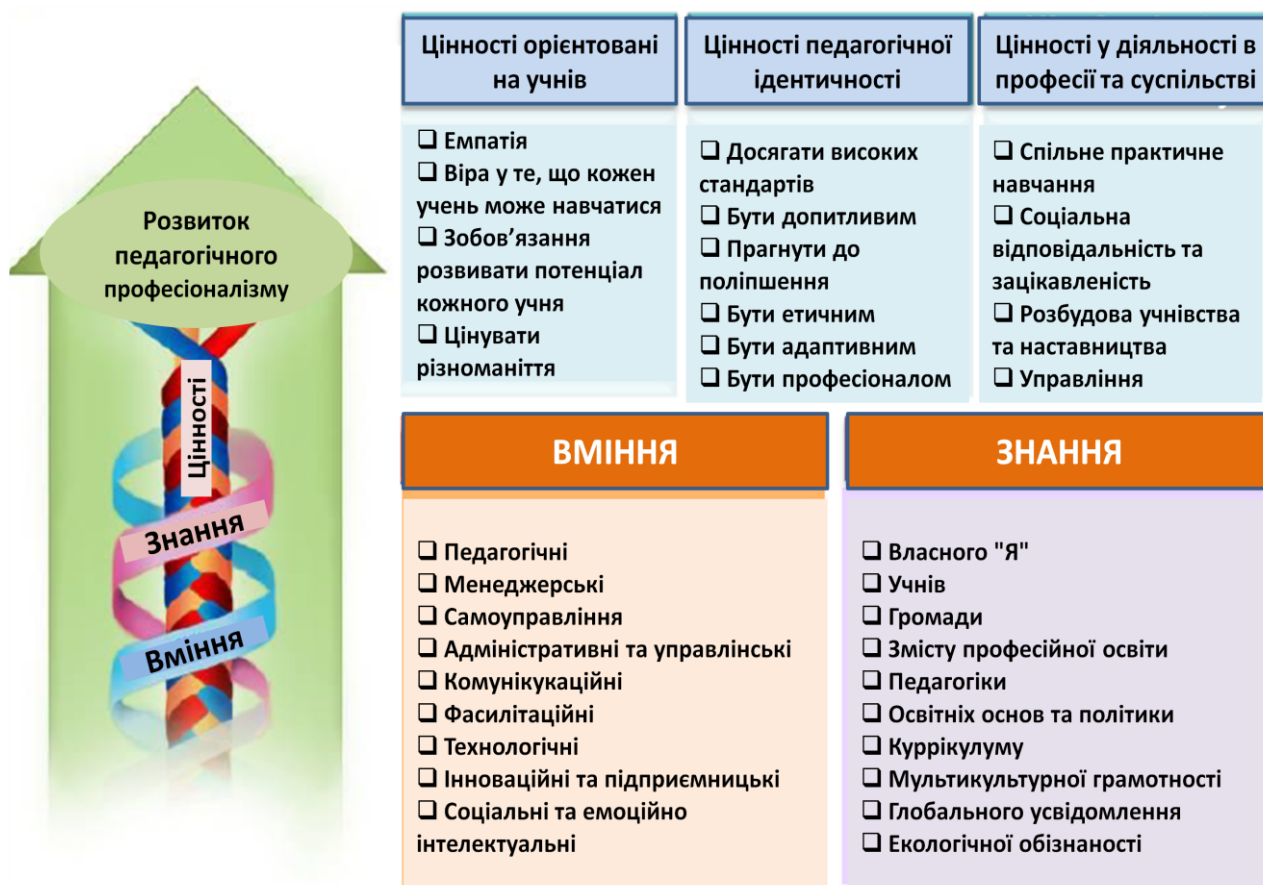 Розвиток
педагогічного
професіоналізму
Цінності
Знання
Вміння
Цінності орієнтовані
на учнів
❑ Емпатія
❑ Віра у те, що кожен
учень може навчатися
❑ Зобов’язання
розвивати потенціал
кожного учня
❑ Цінувати
різноманіття
Цінності педагогічної
ідентичності
❑ Досягати високих
стандартів
❑ Бути допитливим
❑ Прагнути до
поліпшення
❑ Бути етичним
❑ Бути адаптивним
❑ Бути професіоналом
Цінності у діяльності в
професії та суспільстві
❑ Спільне практичне
навчання
❑ Соціальна
відповідальність та
зацікавленість
❑ Розбудова учнівства
та наставництва
❑ Управління
ВМІННЯ
❑ Педагогічні
❑ Менеджерські
❑ Самоуправління
❑ Адміністративні та управлінські
❑ Комунікукаційні
❑ Фасилітаційні
❑ Технологічні
❑ Інноваційні та підприємницькі
❑ Соціальні та емоційно
інтелектуальні
ЗНАННЯ
❑ Власного "Я"
❑ Учнів
❑ Громади
❑ Змісту професійної освіти
❑ Педагогіки
❑ Освітніх основ та політики
❑ Куррікулуму
❑ Мультикультурної грамотності
❑ Глобального усвідомлення
❑ Екологічної обізнаності